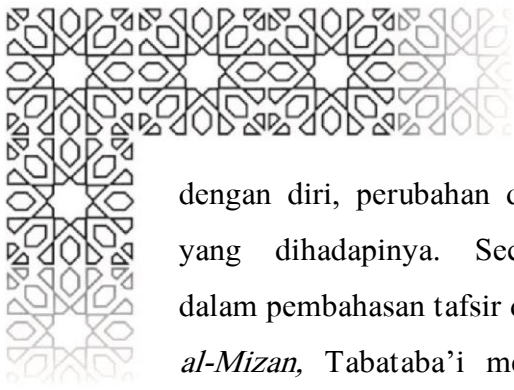 dengan diri, perubahan
yang dihadapinya.
dalam pembahasan tafsir
al-Mizan, Tabataba’i